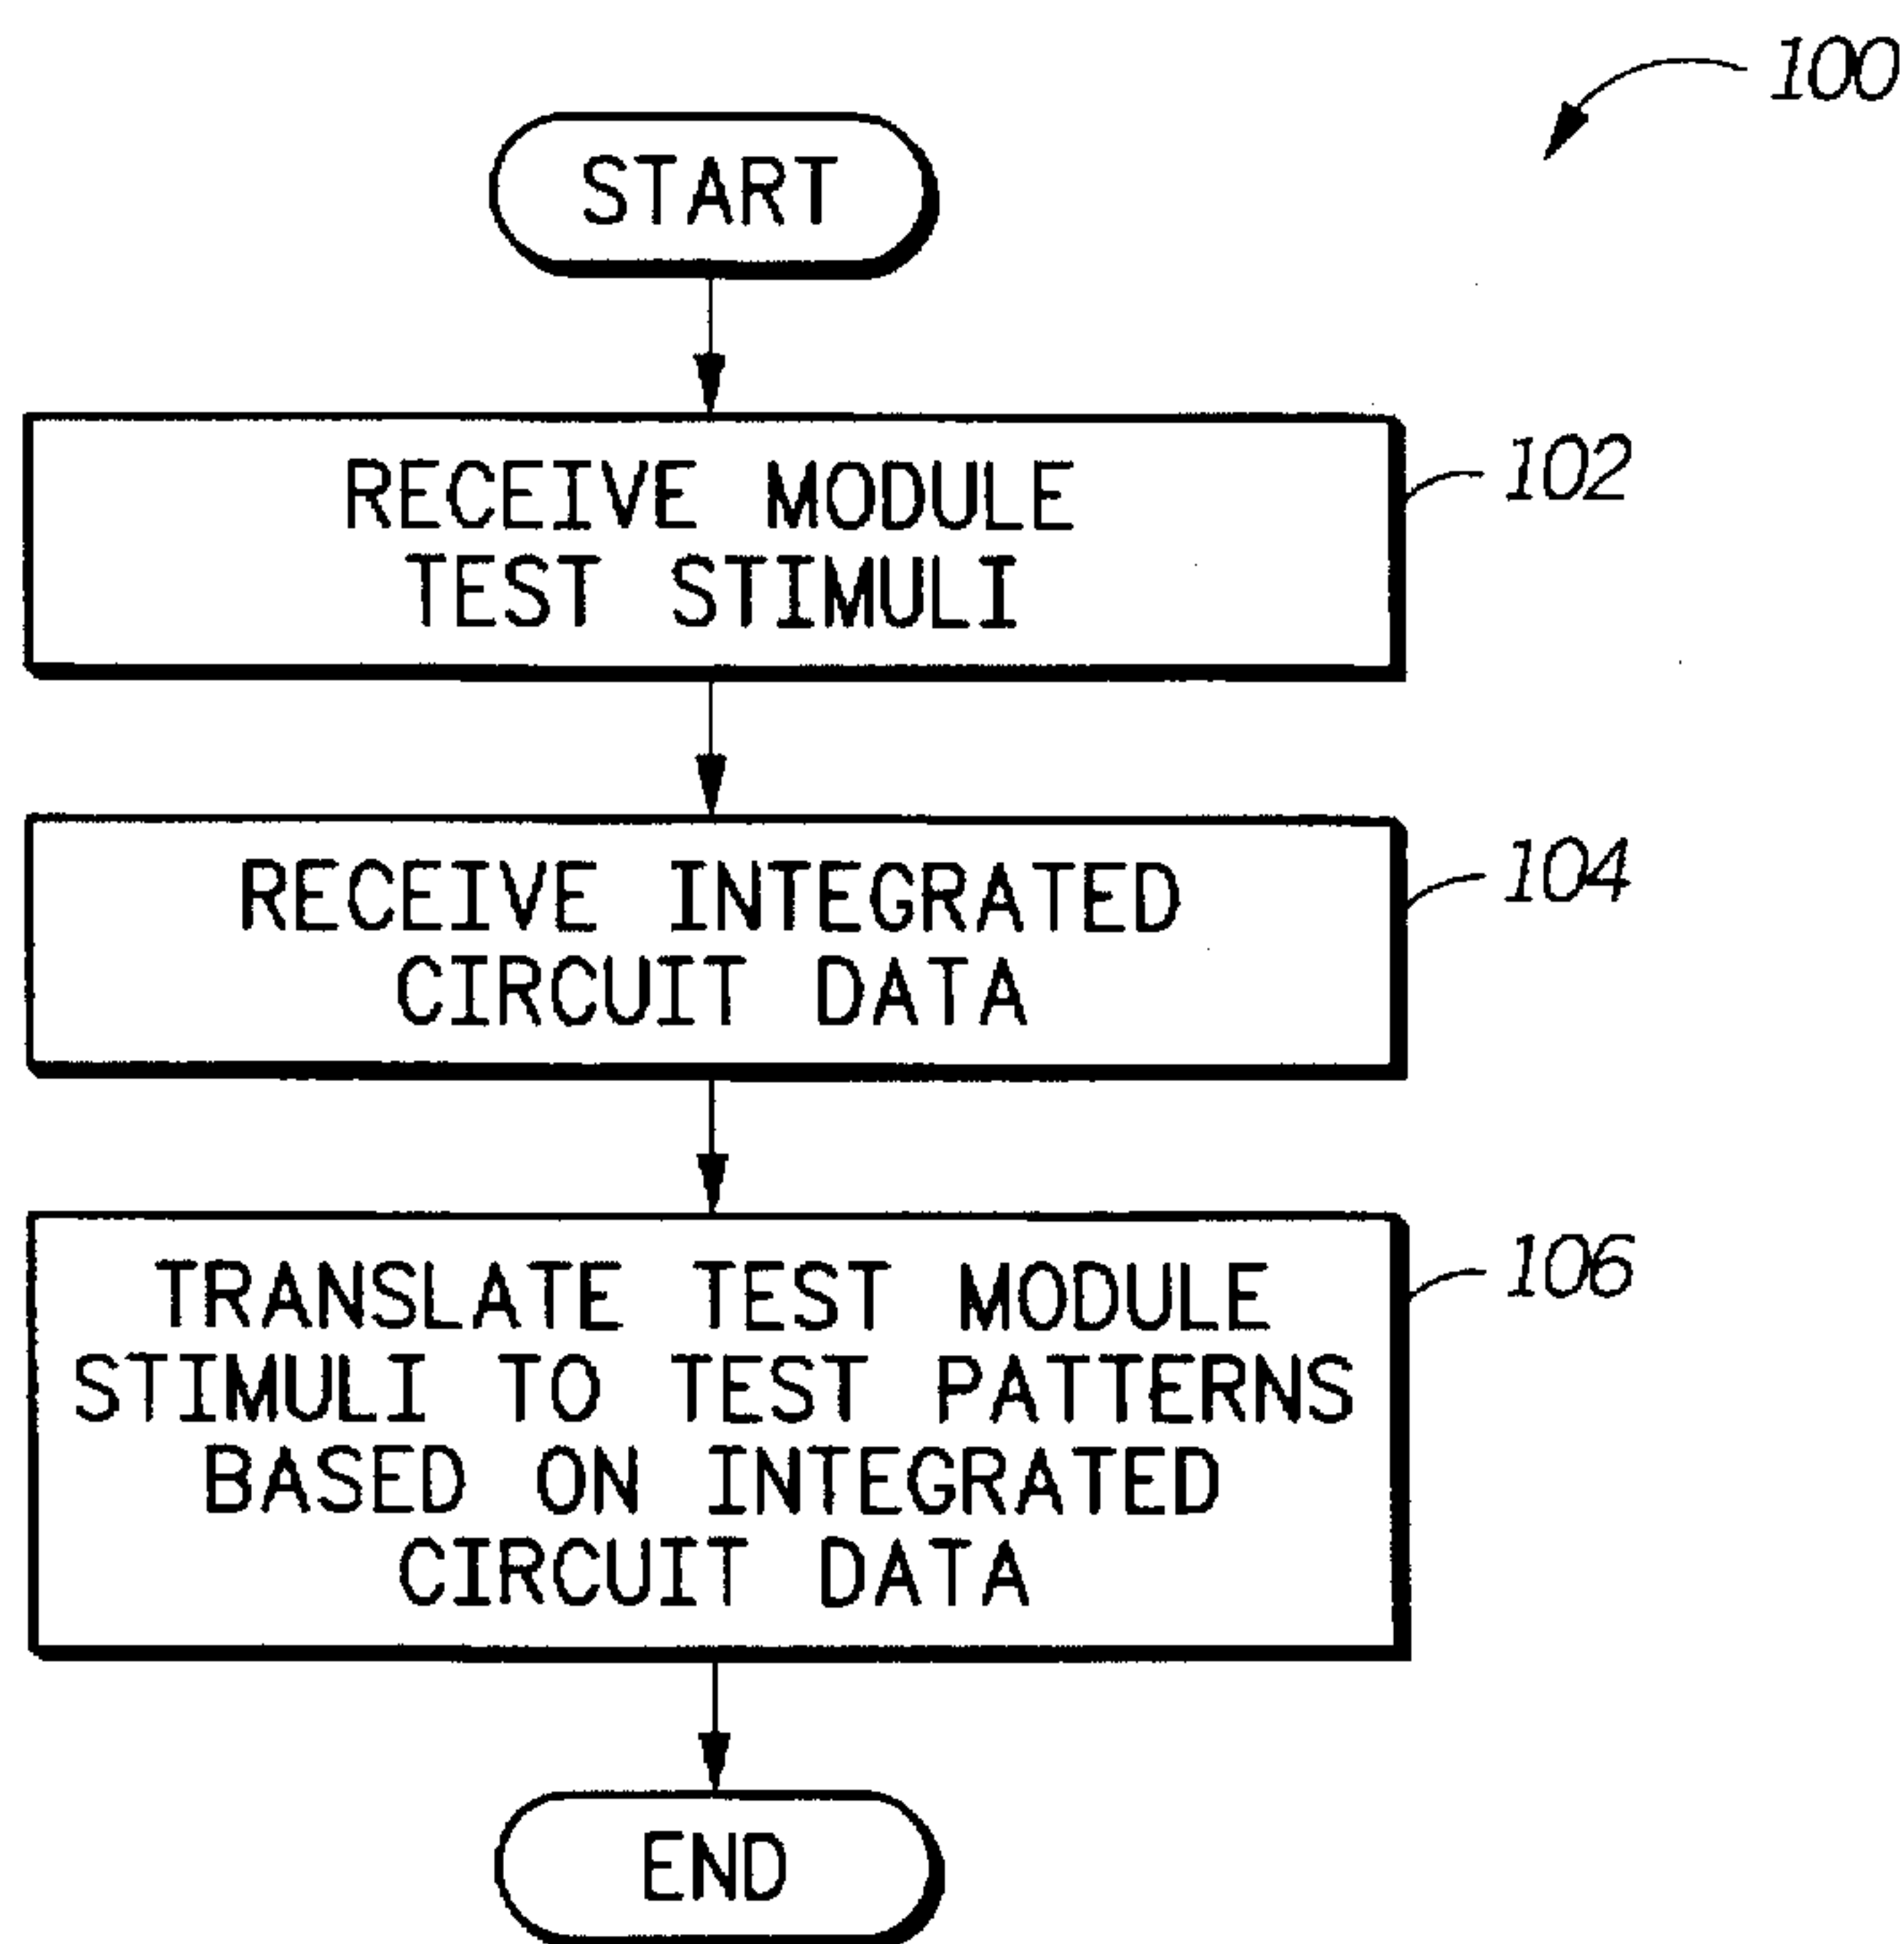 100
START
RECEIVE MODULE
TEST STIMULI
102
RECEIVE INTEGRATED
CIRCUIT DATA
104
TRANSLATE TEST MODULE
STIMULI TO TEST PATTERNS
BASED ON INTEGRATED
CIRCUIT DATA
106
END